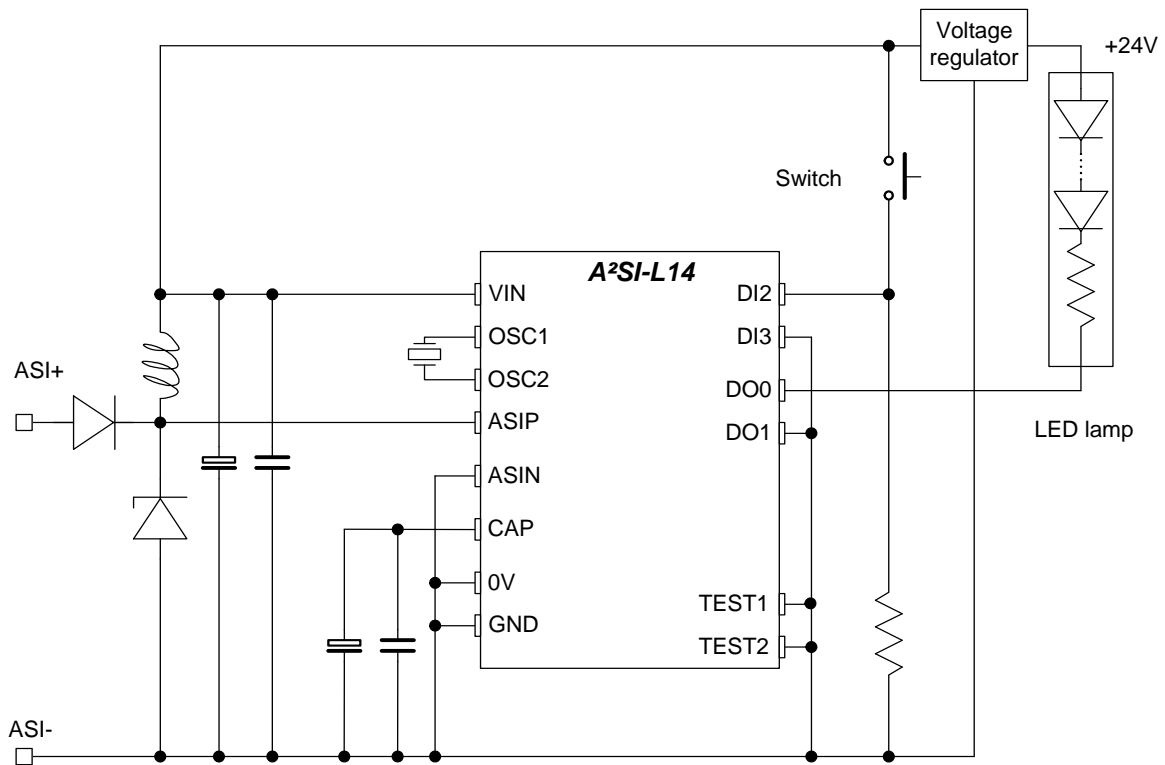 Voltage
regulator
+24V
Switch
A²SI-L14
VIN
DI2
OSC1
DI3
ASI+
OSC2
DO0
ASIP
DO1
LED lamp
ASIN
CAP
0V
TEST1
GND
TEST2
ASI-